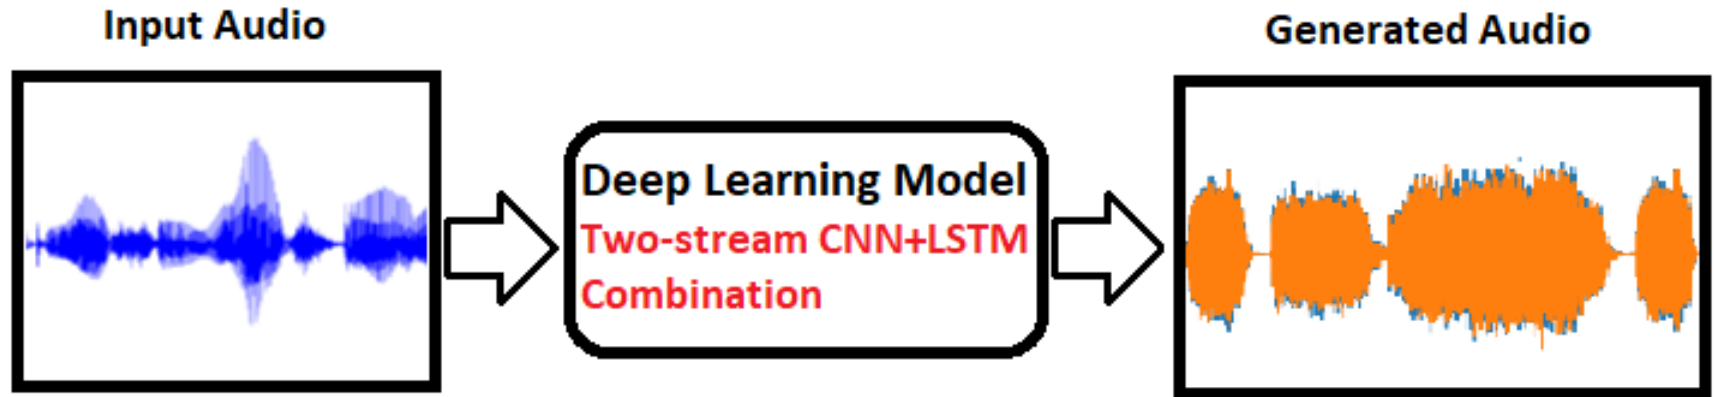 Input Audio
Generated Audio
Deep Learning Model
Two-stream CNN+LSTM
Combination